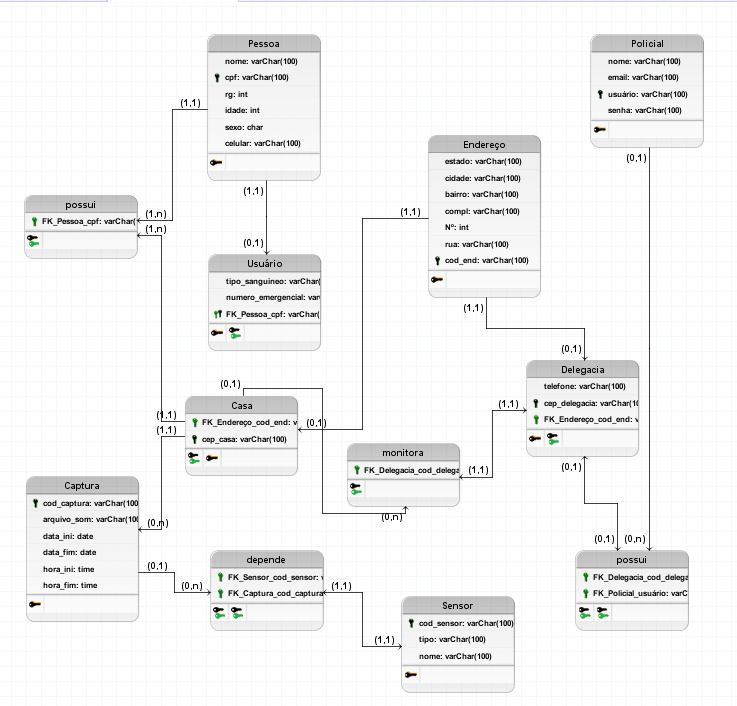 Pessoa
nome: varChar(100)
cpf: varChar(100)
rg: int
idade: int
sexo: char
celular: varChar(100)
Policial
nome: varChar(100)
email: varChar(100)
usuário: varChar(100)
senha: varChar(100)
(0,1)
(1,1)
Endereço
estado: varChar(100)
cidade: varChar(100)
bairro: varChar(100)
compl: varChar(100)
Nº: int
rua: varChar(100)
cod_end: varChar(100)
(1,1)
(1,1)
possui
FK_Pessoa_cpf: varChar(
(1,n)
(1,n)
(1,1)
(0,1)
Usuário
tipo_sanguineo: varChar(
numero_emergencial: var
FK_Pessoa_cpf: varChar(
(0,1)
Delegacia
telefone: varChar(100)
cep_delegacia: varChar(10
FK_Endereço_cod_end: v
(1,1)
(0,1)
(0,1)
Casa
FK_Endereço_cod_end: v
cep_casa: varChar(100)
(1,1)
(1,1)
(0,1)
monitora
FK_Delegacia_cod_delega
(1,1)
(0,n)
Captura
cod_captura: varChar(100
arquivo_som: varChar(100
data_ini: date
data_fim: date
hora_ini: time
hora_fim: time
(0,n)
(0,1)
(0,n)
depende
FK_Sensor_cod_sensor: v
FK_Captura_cod_captura
(1,1)
(1,1)
Sensor
cod_sensor: varChar(100)
tipo: varChar(100)
nome: varChar(100)
(0,1)
(0,n)
possui
FK_Delegacia_cod_delega
FK_Policial_usuário: varC